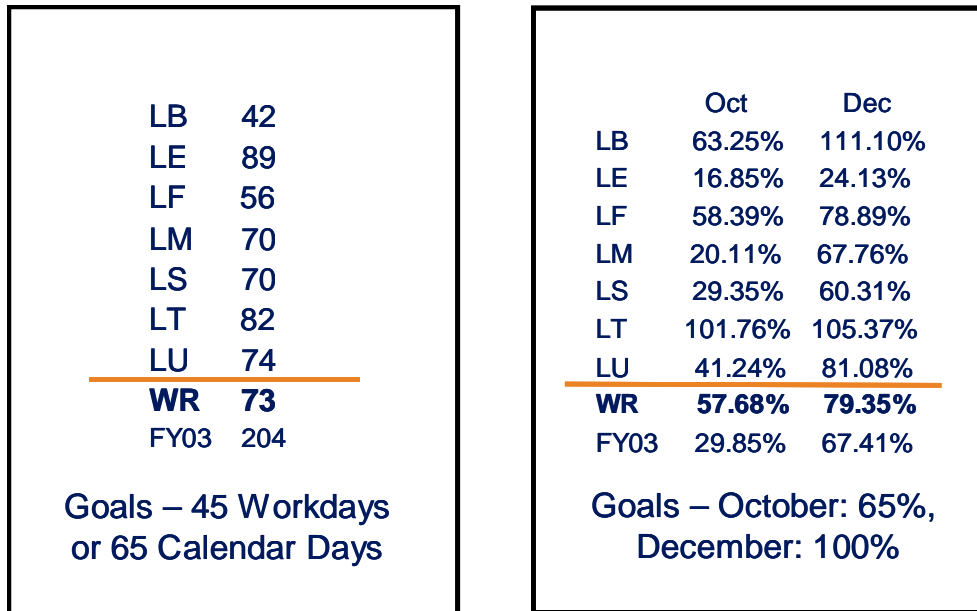 LB 42
LE 89
LF 56
LM 70
LS 70
LT 82
LU 74
WR 73
FY03 204
Goals – 45 Workdays
or 65 Calendar Days
Oct Dec
LB 63.25% 111.10%
LE 16.85% 24.13%
LF 58.39% 78.89%
LM 20.11% 67.76%
LS 29.35% 60.31%
LT 101.76% 105.37%
LU 41.24% 81.08%
WR 57.68% 79.35%
FY03 29.85% 67.41%
Goals – October: 65%,
December: 100%